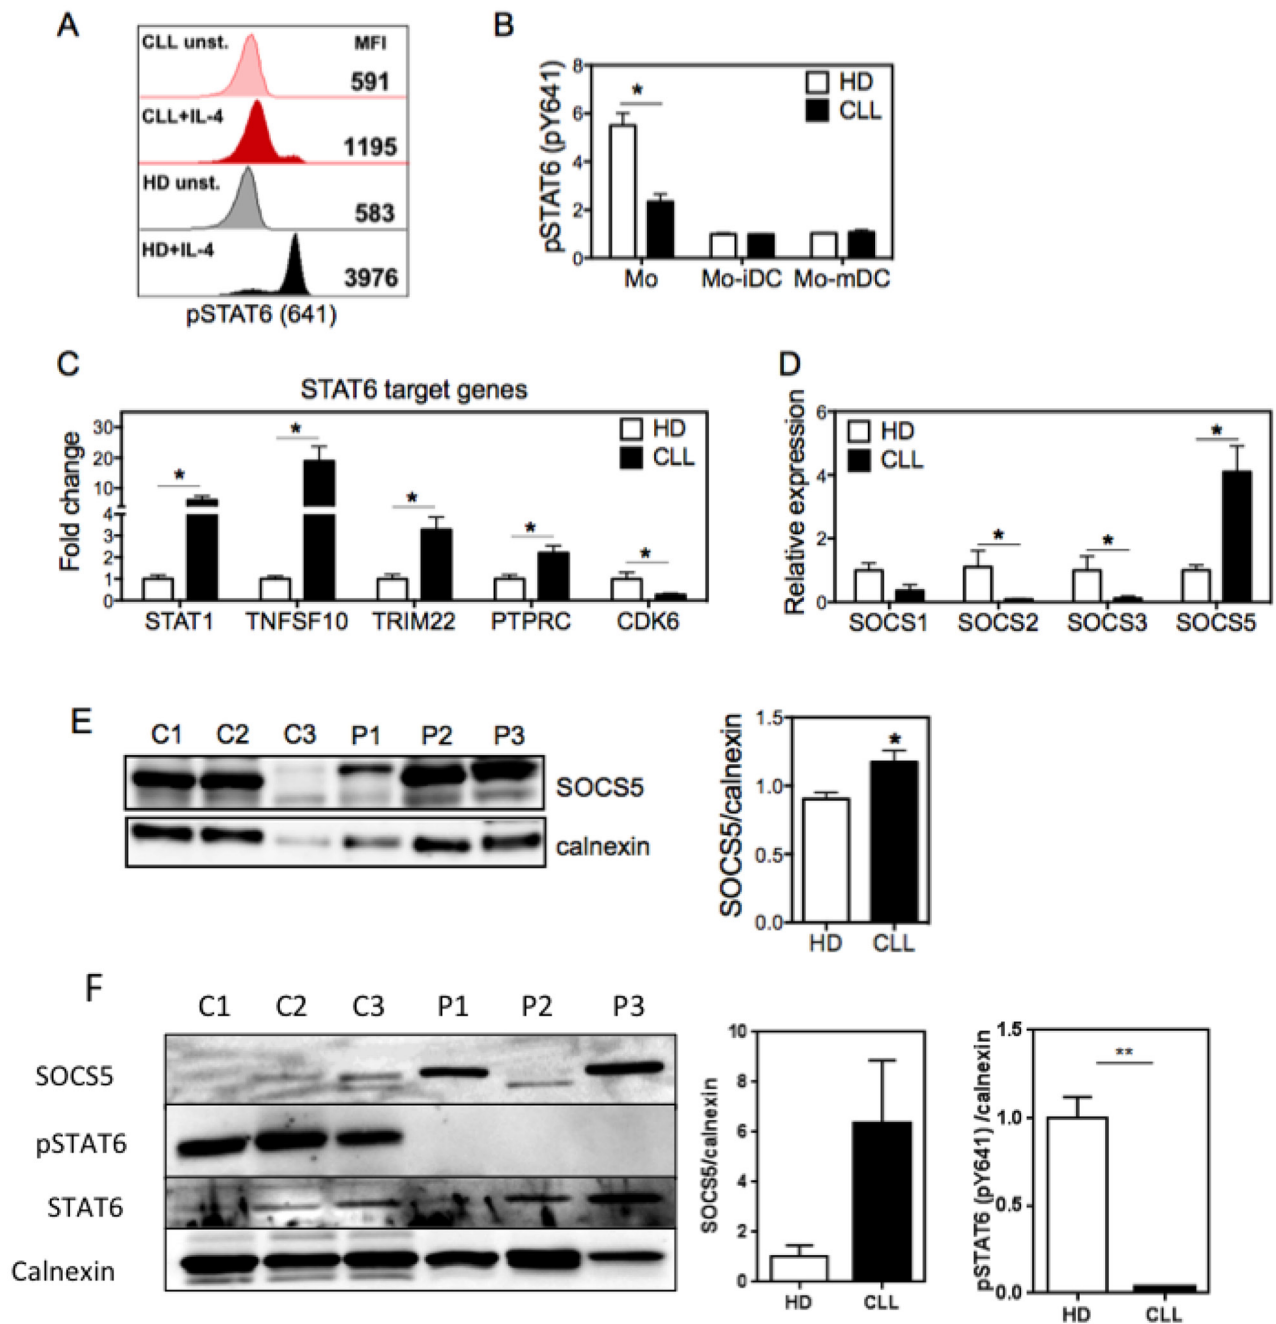 A
CLL unst.
MFI
591
CLL+IL-4
1195
HD unst.
583
HD+IL-4
3976
pSTAT6 (641)
B
pSTAT6 (pY641)
8
6
4
2
0
*
HD
CLL
Mo
Mo-iDC
Mo-mDC
C
STAT6 target genes
Fold change
30
20
10
4
3
2
1
0
*
*
*
*
*
HD
CLL
STAT1
TNFSF10
TRIM22
PTPRC
CDK6
D
Relative expression
6
4
2
0
HD
CLL
*
*
*
SOCS1
SOCS2
SOCS3
SOCS5
E
C1 C2 C3 P1 P2 P3
SOCS5
calnexin
SOCS5/calnexin
1.5
1.0
0.5
0.0
*
HD
CLL
F
C1 C2 C3 P1 P2 P3
SOCS5
pSTAT6
STAT6
Calnexin
SOCS5/calnexin
10
8
6
4
2
0
HD
CLL
pSTAT6 (pY641) /calnexin
1.5
1.0
0.5
0.0
**
HD
CLL